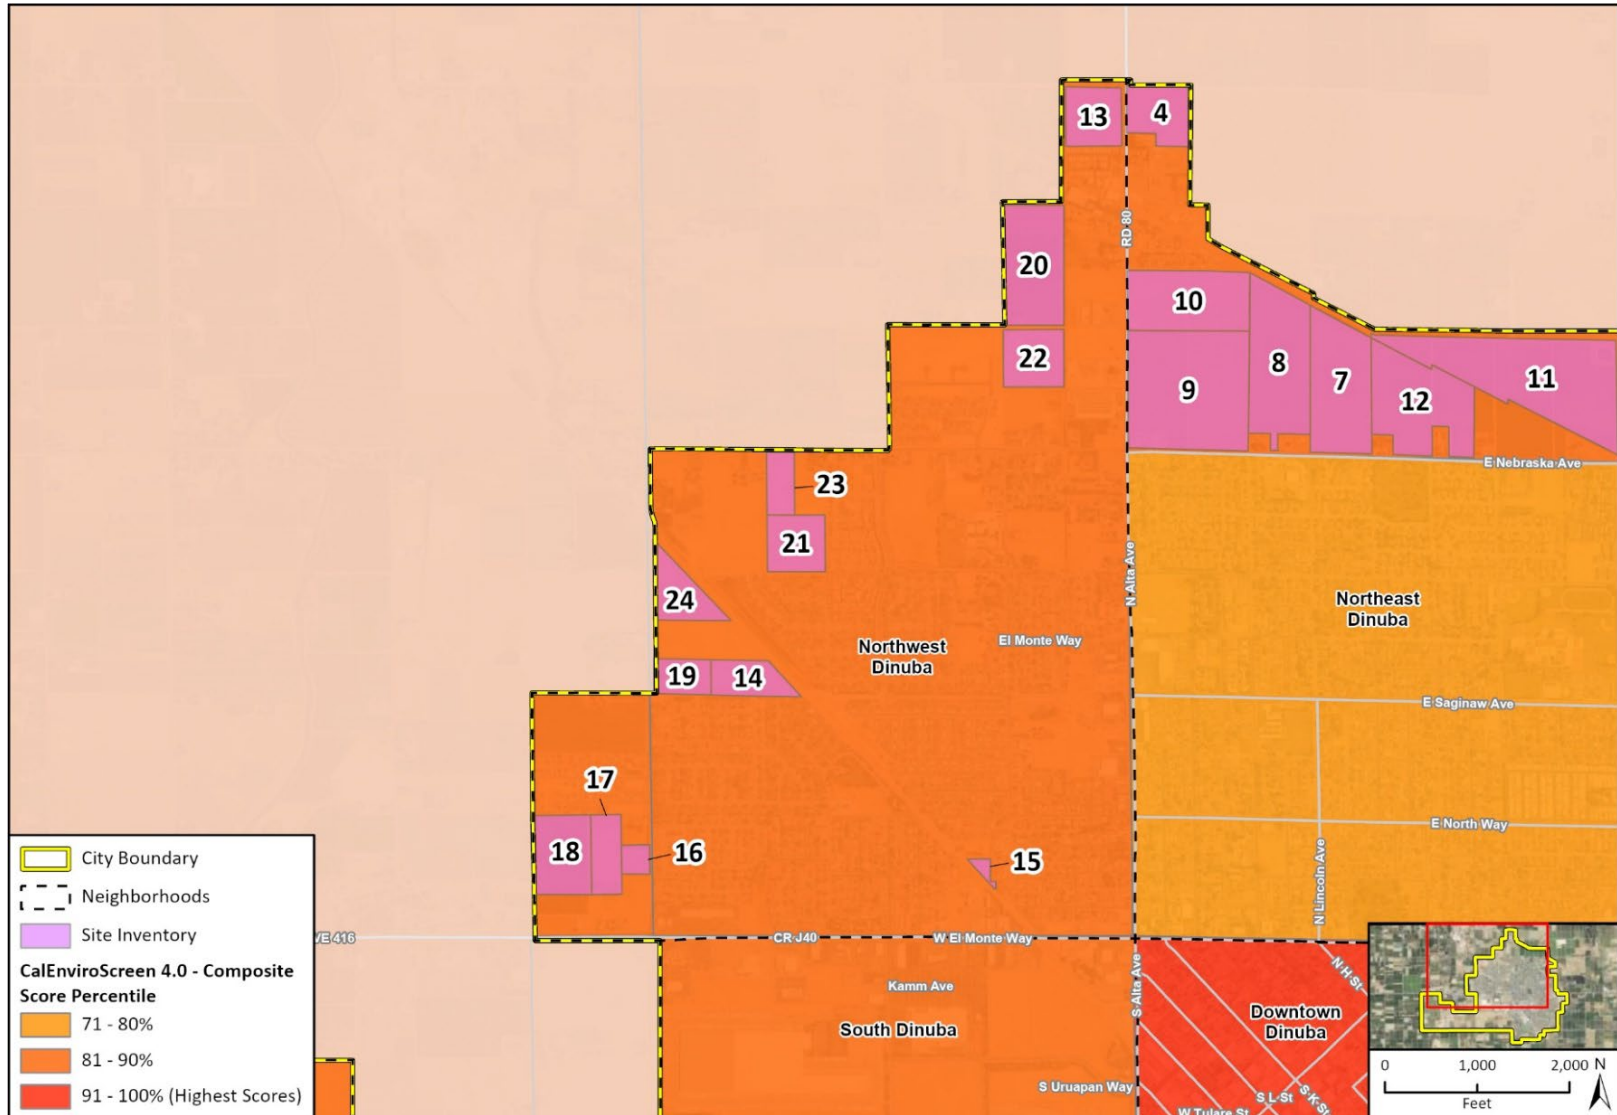 13
4
RD 80
20
10
22
8
9
7
12
11
E Nebraska Ave
23
21
N Alta Ave
24
Northeast
Dinuba
Northwest
Dinuba
El Monte Way
19
14
E Saginaw Ave
17
18
16
15
E North Way
N Lincoln Ave
VE 416
CR J40
W El Monte Way
Kamm Ave
S Alta Ave
N H St
South Dinuba
Downtown
Dinuba
S Uruapan Way
S L St
S K St
W Tulare St
City Boundary
Neighborhoods
Site Inventory
CalEnviroScreen 4.0 - Composite
Score Percentile
71 - 80%
81 - 90%
91 - 100% (Highest Scores)
0 1,000 2,000
Feet
N